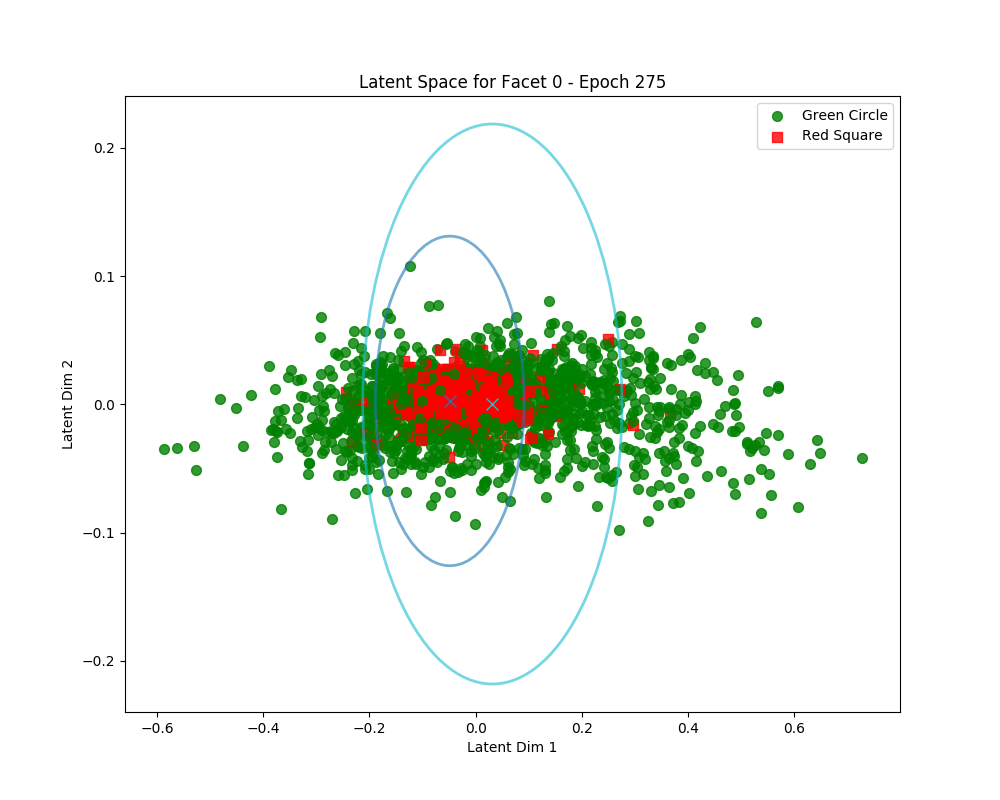 Latent Space for Facet 0 - Epoch 275
Green Circle
Red Square
0.2
0.1
0.0
−0.1
−0.2
Latent Dim 2
−0.6
−0.4
−0.2
0.0
0.2
0.4
0.6
Latent Dim 1